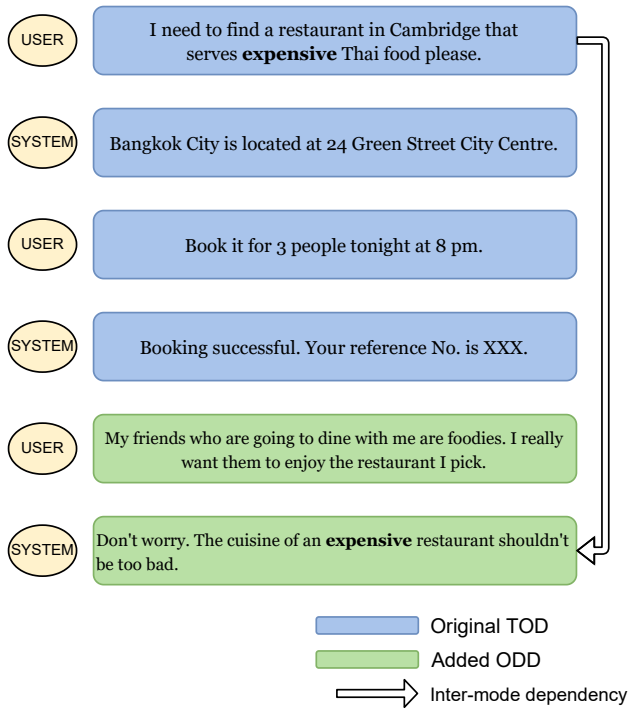 USER
I need to find a restaurant in Cambridge that
serves expensive Thai food please.
SYSTEM
Bangkok City is located at 24 Green Street City Centre.
USER
Book it for 3 people tonight at 8 pm.
SYSTEM
Booking successful. Your reference No. is XXX.
USER
My friends who are going to dine with me are foodies. I really
want them to enjoy the restaurant I pick.
SYSTEM
Don't worry. The cuisine of an expensive restaurant shouldn't
be too bad.
Original TOD
Added ODD
Inter-mode dependency